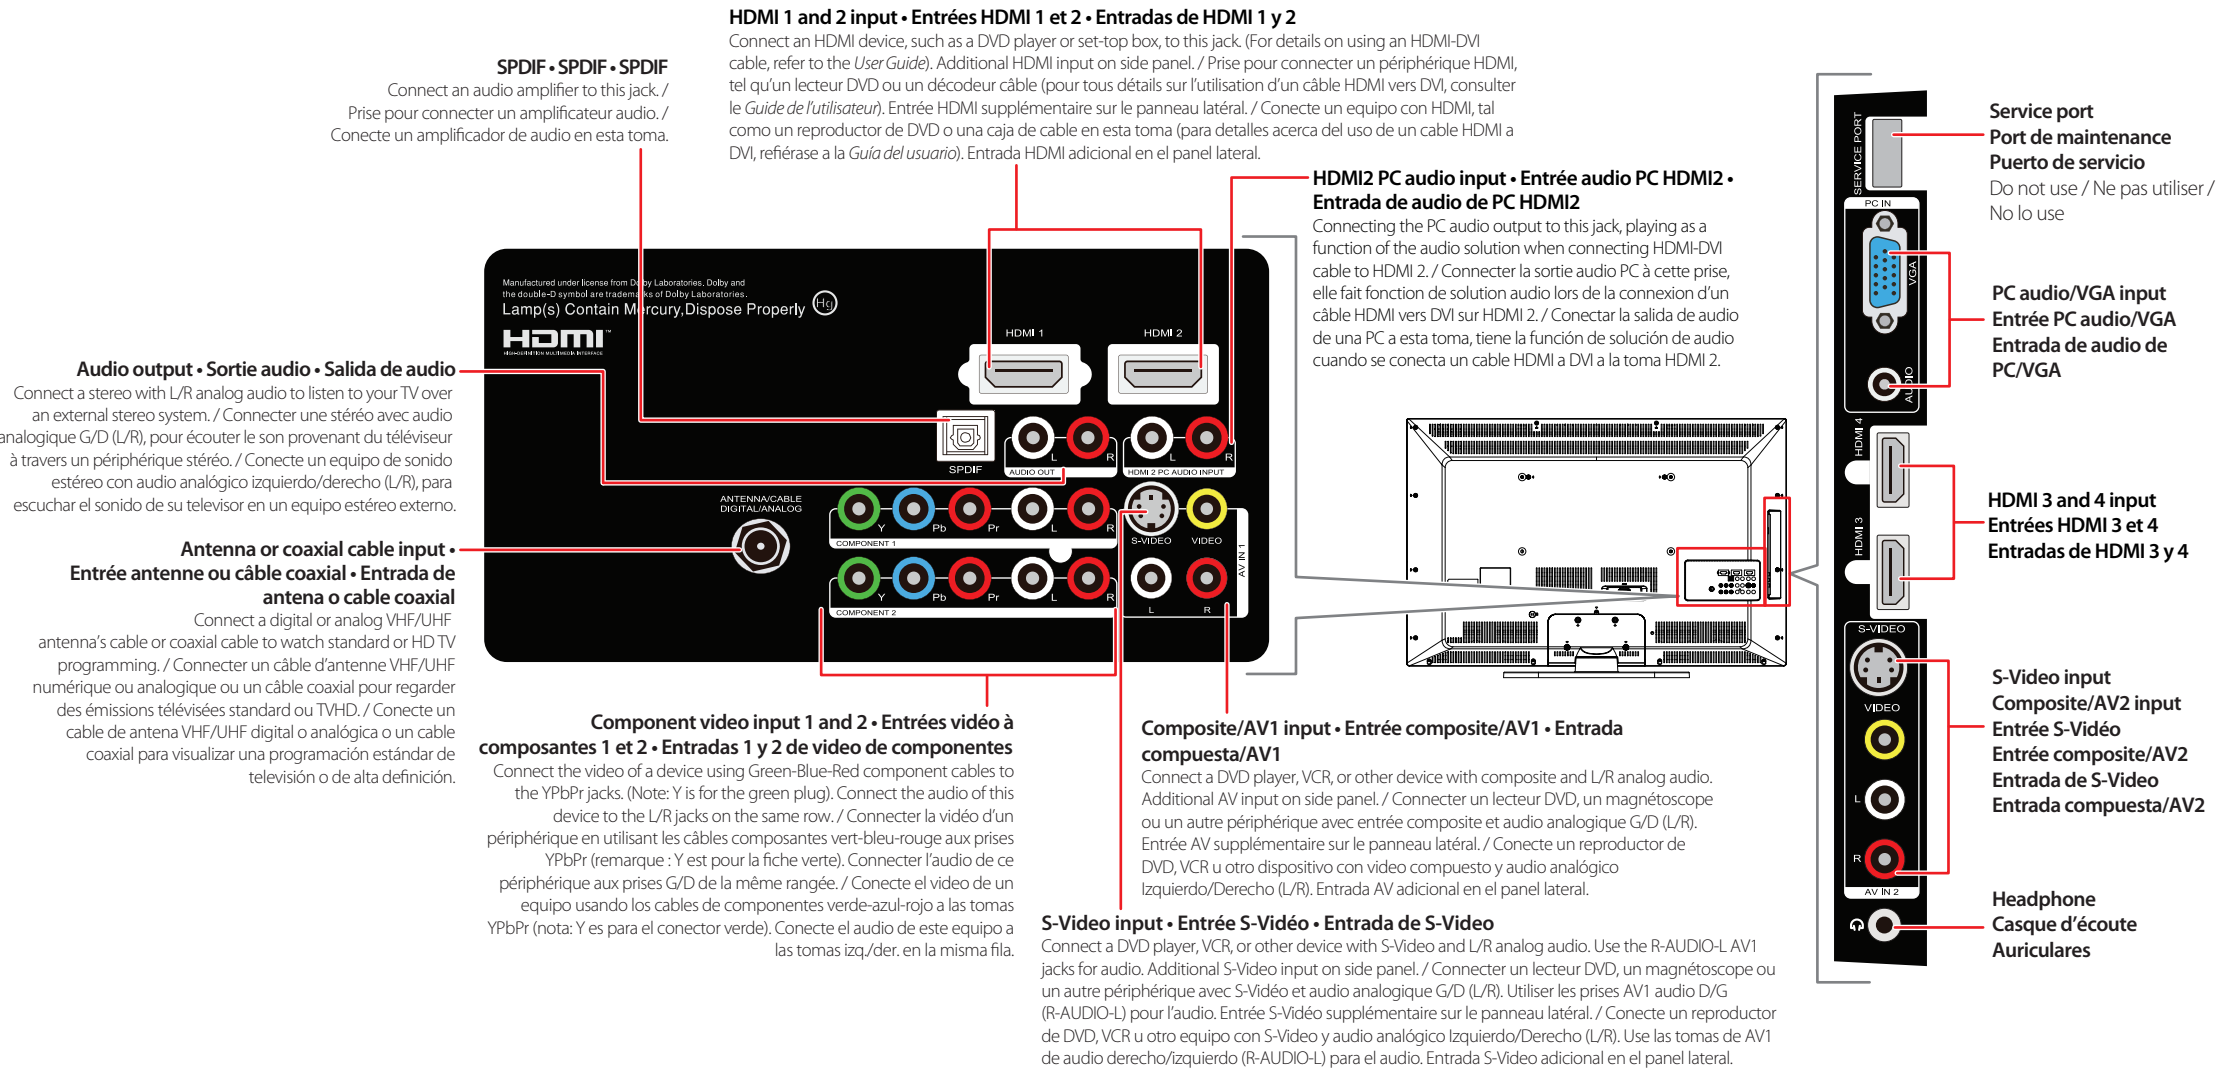 HDMI 1 and 2 input • Entrées HDMI 1 et 2 • Entradas de HDMI 1 y 2
Connect an HDMI device, such as a DVD player or set-top box, to this jack. (For details on using an HDMI-DVI
cable, refer to the User Guide). Additional HDMI input on side panel. / Prise pour connecter un périphérique HDMI,
tel qu'un lecteur DVD ou un décodeur câble (pour tous détails sur l'utilisation d'un câble HDMI vers DVI, consulter
le Guide de l'utilisateur). Entrée HDMI supplémentaire sur le panneau latéral. / Conecte un equipo con HDMI, tal
como un reproductor de DVD o una caja de cable en esta toma (para detalles acerca del uso de un cable HDMI a
DVI, refiérase a la Guía del usuario). Entrada HDMI adicional en el panel lateral.
SPDIF • SPDIF • SPDIF
Connect an audio amplifier to this jack. /
Prise pour connecter un amplificateur audio. /
Conecte un amplificador de audio en esta toma.
HDMI2 PC audio input • Entrée audio PC HDMI2 •
Entrada de audio de PC HDMI2
Connecting the PC audio output to this jack, playing as a
function of the audio solution when connecting HDMI-DVI
cable to HDMI 2. / Connecter la sortie audio PC à cette prise,
elle fait fonction de solution audio lors de la connexion d'un
câble HDMI vers DVI sur HDMI 2. / Conectar la salida de audio
de una PC a esta toma, tiene la función de solución de audio
cuando se conecta un cable HDMI a DVI a la toma HDMI 2.
Audio output • Sortie audio • Salida de audio
Connect a stereo with L/R analog audio to listen to your TV over
an external stereo system. / Connecter une stéréo avec audio
analogique G/D (L/R), pour écouter le son provenant du téléviseur
à travers un périphérique stéréo. / Conecte un equipo de sonido
estéreo con audio analógico izquierdo/derecho (L/R), para
escuchar el sonido de su televisor en un equipo estéreo externo.
Antenna or coaxial cable input •
Entrée antenne ou câble coaxial • Entrada de
antena o cable coaxial
Connect a digital or analog VHF/UHF
antenna's cable or coaxial cable to watch standard or HD TV
programming. / Connecter un câble d'antenne VHF/UHF
numérique ou analogique ou un câble coaxial pour regarder
des émissions télévisées standard ou TVHD. / Conecte un
cable de antena VHF/UHF digital o analógica o un cable
coaxial para visualizar una programación estándar de
televisión o de alta definición.
Manufactured under license from Dolby Laboratories. Dolby and
the double-D symbol are trademarks of Dolby Laboratories.
Lamp(s) Contain Mercury,Dispose Properly Hg
HDMI™
HIGH-DEFINITION MULTIMEDIA INTERFACE
HDMI 1
HDMI 2
SPDIF
L
R
AUDIO OUT
L
R
HDMI 2 PC AUDIO INPUT
ANTENNA/CABLE
DIGITAL/ANALOG
Y
Pb
Pr
L
R
COMPONENT 1
S-VIDEO
VIDEO
AV IN 1
Y
Pb
Pr
L
R
COMPONENT 2
L
R
Component video input 1 and 2 • Entrées vidéo à
composantes 1 et 2 • Entradas 1 y 2 de video de componentes
Connect the video of a device using Green-Blue-Red component cables to
the YPbPr jacks. (Note: Y is for the green plug). Connect the audio of this
device to the L/R jacks on the same row. / Connecter la vidéo d'un
périphérique en utilisant les câbles composantes vert-bleu-rouge aux prises
YPbPr (remarque : Y est pour la fiche verte). Connecter l'audio de ce
périphérique aux prises G/D de la même rangée. / Conecte el video de un
equipo usando los cables de componentes verde-azul-rojo a las tomas
YPbPr (nota: Y es para el conector verde). Conecte el audio de este equipo a
las tomas izq./der. en la misma fila.
Composite/AV1 input • Entrée composite/AV1 • Entrada
compuesta/AV1
Connect a DVD player, VCR, or other device with composite and L/R analog audio.
Additional AV input on side panel. / Connecter un lecteur DVD, un magnétoscope
ou un autre périphérique avec entrée composite et audio analogique G/D (L/R).
Entrée AV supplémentaire sur le panneau latéral. / Conecte un reproductor de
DVD, VCR u otro dispositivo con video compuesto y audio analógico
Izquierdo/Derecho (L/R). Entrada AV adicional en el panel lateral.
S-Video input • Entrée S-Vidéo • Entrada de S-Video
Connect a DVD player, VCR, or other device with S-Video and L/R analog audio. Use the R-AUDIO-L AV1
jacks for audio. Additional S-Video input on side panel. / Connecter un lecteur DVD, un magnétoscope ou
un autre périphérique avec S-Vidéo et audio analogique G/D (L/R). Utiliser les prises AV1 audio D/G
(R-AUDIO-L) pour l'audio. Entrée S-Vidéo supplémentaire sur le panneau latéral. / Conecte un reproductor
de DVD, VCR u otro equipo con S-Video y audio analógico Izquierdo/Derecho (L/R). Use las tomas de AV1
de audio derecho/izquierdo (R-AUDIO-L) para el audio. Entrada S-Video adicional en el panel lateral.
SERVICE PORT
PC IN
VGA
AUDIO
HDMI 4
HDMI 3
S-VIDEO
VIDEO
L
R
AV IN 2
Service port
Port de maintenance
Puerto de servicio
Do not use / Ne pas utiliser /
No lo use
PC audio/VGA input
Entrée PC audio/VGA
Entrada de audio de
PC/VGA
HDMI 3 and 4 input
Entrées HDMI 3 et 4
Entradas de HDMI 3 y 4
S-Video input
Composite/AV2 input
Entrée S-Vidéo
Entrée composite/AV2
Entrada de S-Video
Entrada compuesta/AV2
Headphone
Casque d'écoute
Auriculares